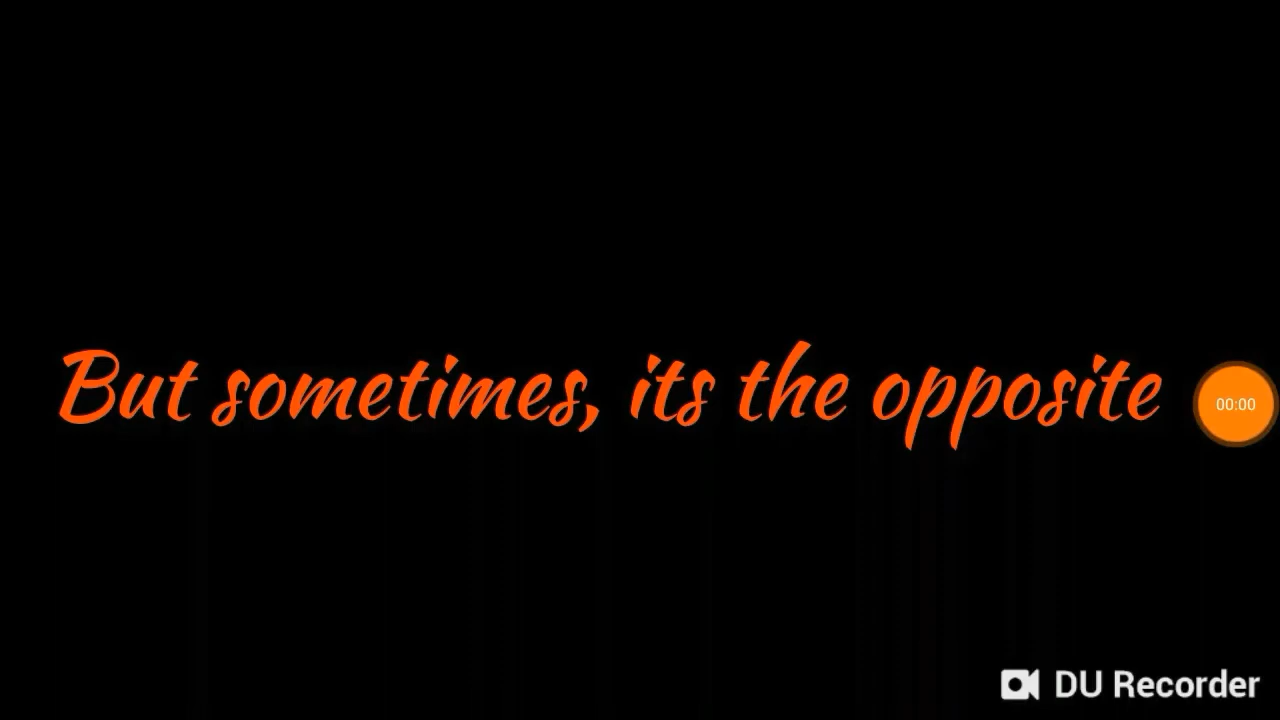 But sometimes, its the opposite
00:00
DU Recorder